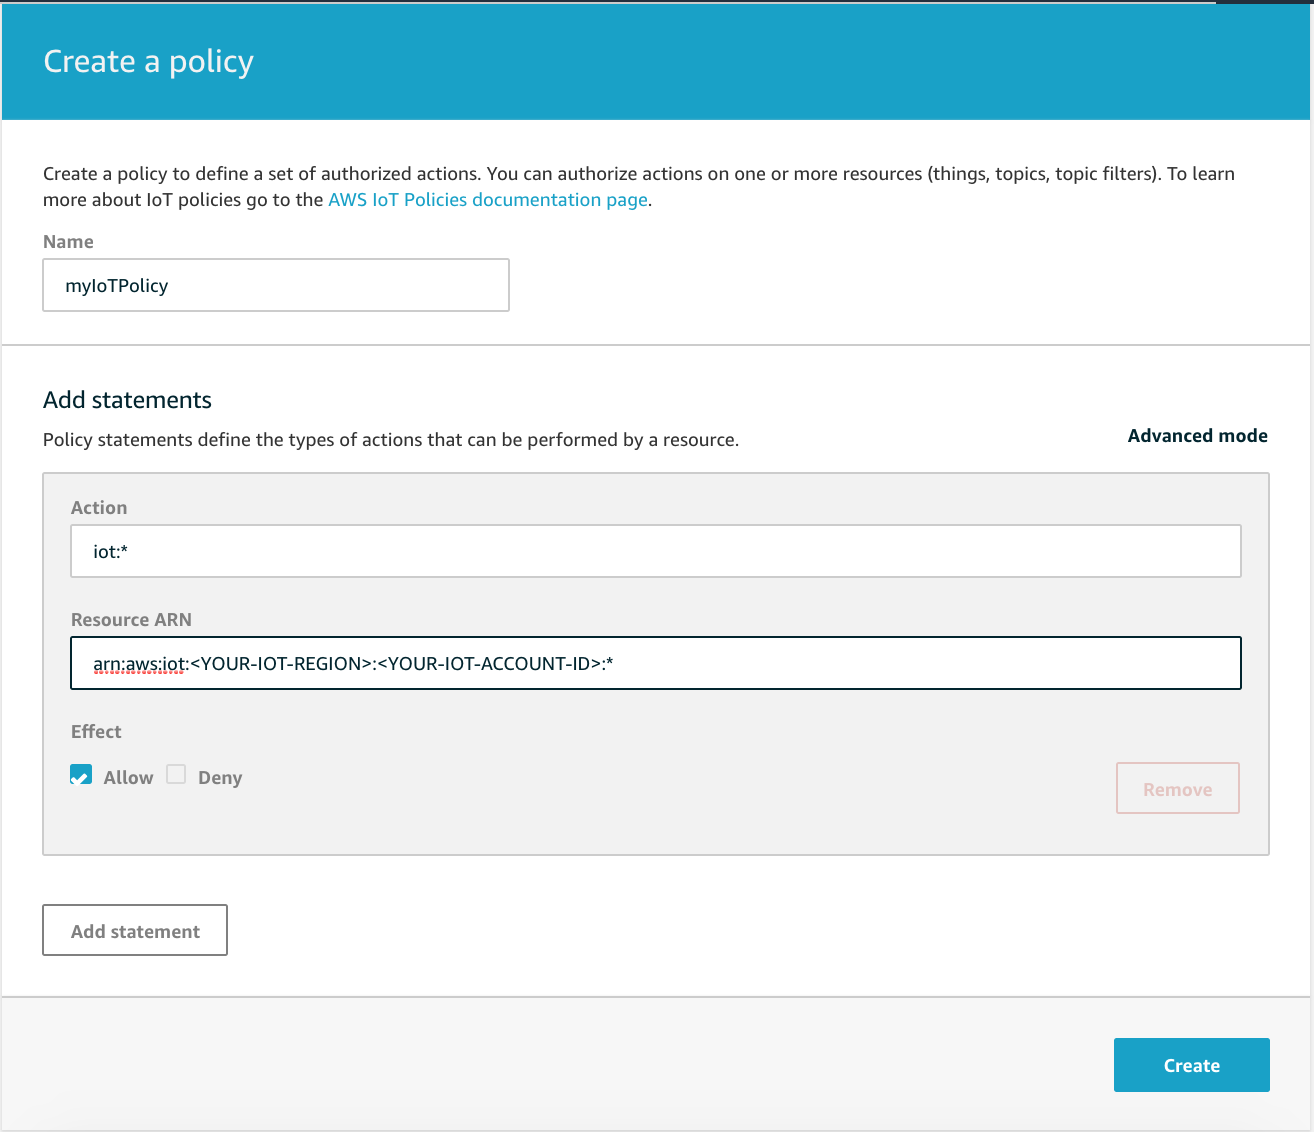 Create a policy
Create a policy to define a set of authorized actions. You can authorize actions on one or more resources (things, topics, topic filters). To learn
more about IoT policies go to the AWS IoT Policies documentation page.
Name
myIoTPolicy
Add statements
Policy statements define the types of actions that can be performed by a resource.
Advanced mode
Action
iot:*
Resource ARN
arn:aws:iot:<YOUR-IOT-REGION>:<YOUR-IOT-ACCOUNT-ID>:*
Effect
Allow Deny
Remove
Add statement
Create